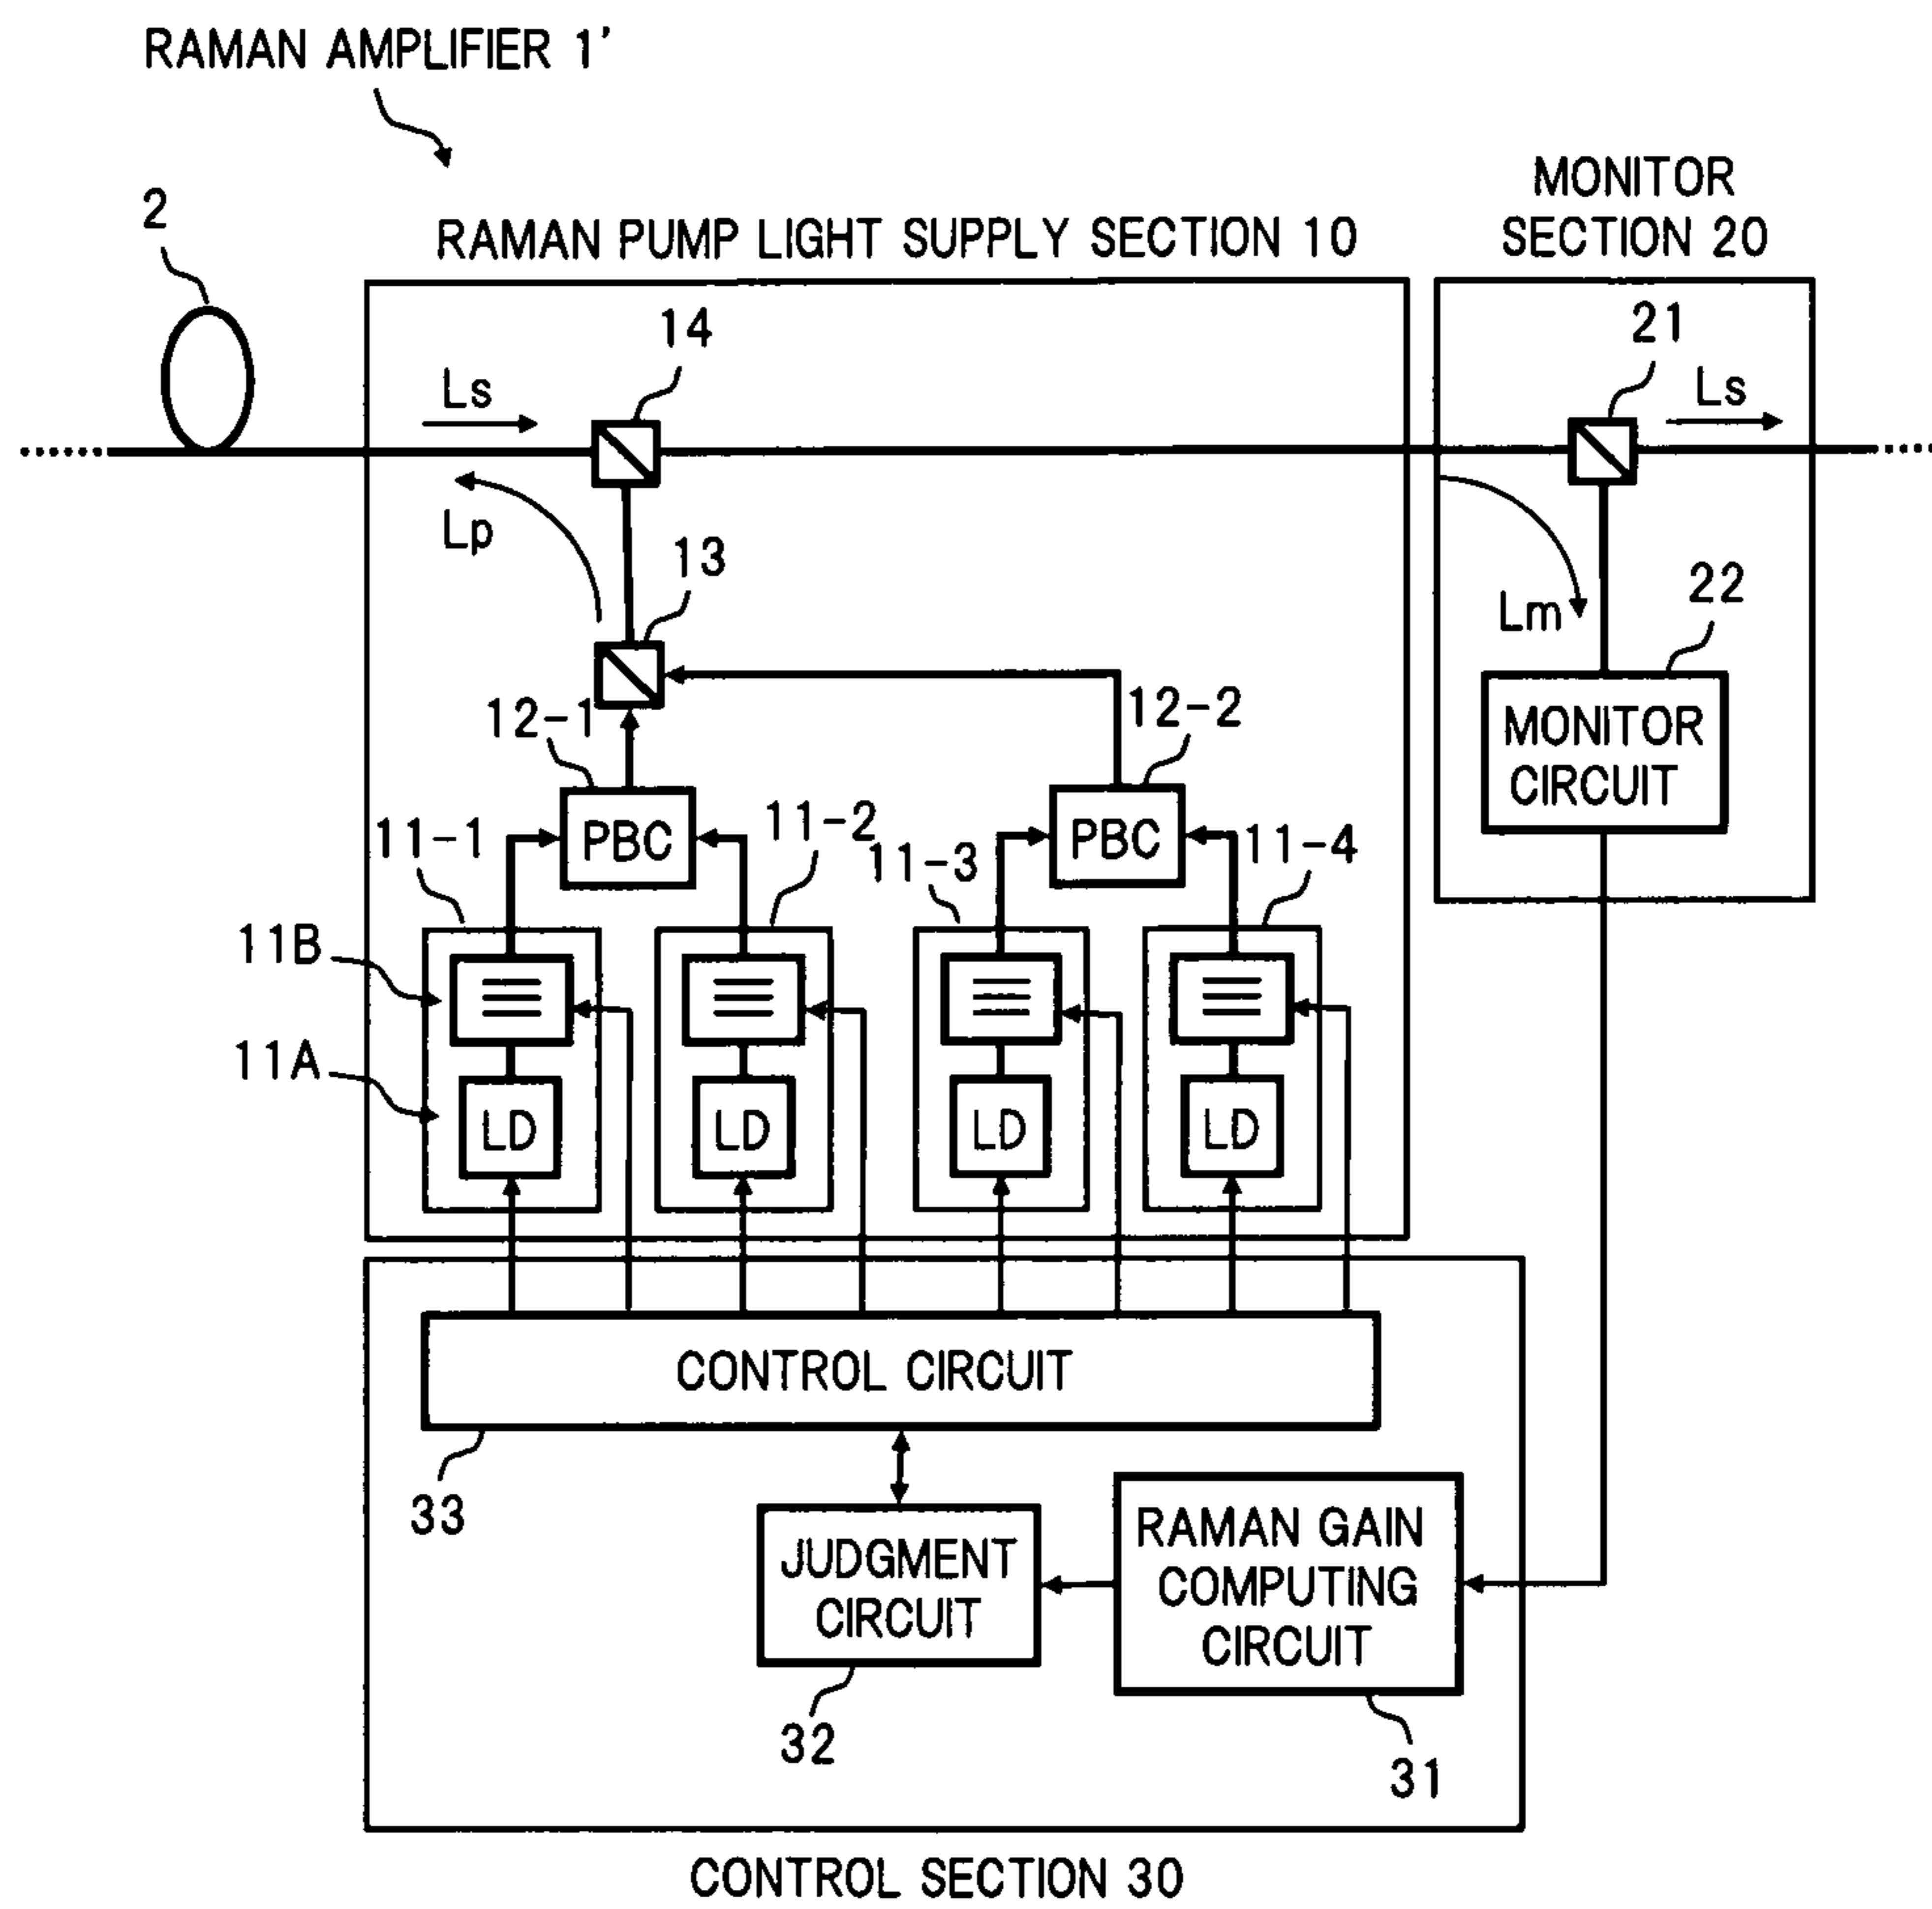 RAMAN AMPLIFIER 1'
2
RAMAN PUMP LIGHT SUPPLY SECTION 10
MONITOR
SECTION 20
14
21
Ls
Ls
Lp
13
Lm
22
12-1
12-2
MONITOR
CIRCUIT
PBC
PBC
11-1
11-2
11-3
11-4
11B
11A
LD
LD
LD
LD
CONTROL CIRCUIT
33
JUDGMENT
CIRCUIT
RAMAN GAIN
COMPUTING
CIRCUIT
32
31
CONTROL SECTION 30